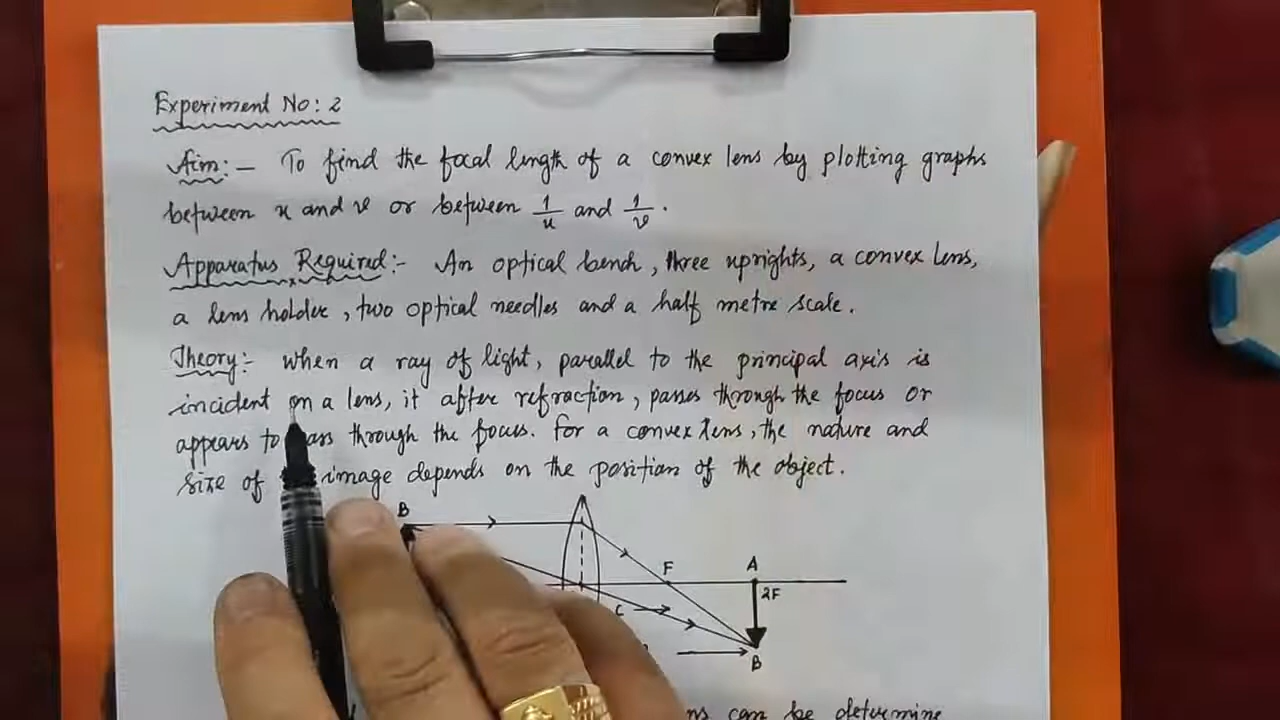 Experiment No: 2
Aim:- To find the focal length of a convex lens by plotting graphs
between u and v or between 1/u and 1/v.
Apparatus Required:- An optical bench, three uprights, a convex lens,
a lens holder, two optical needles and a half metre scale.
Theory:- When a ray of light, parallel to the principal axis is
incident on a lens, it after refraction, passes through the focus or
appears to pass through the focus. For a convex lens, the nature and
size of image depends on the position of the object.
B
F
A
2F
C
B
can be determine